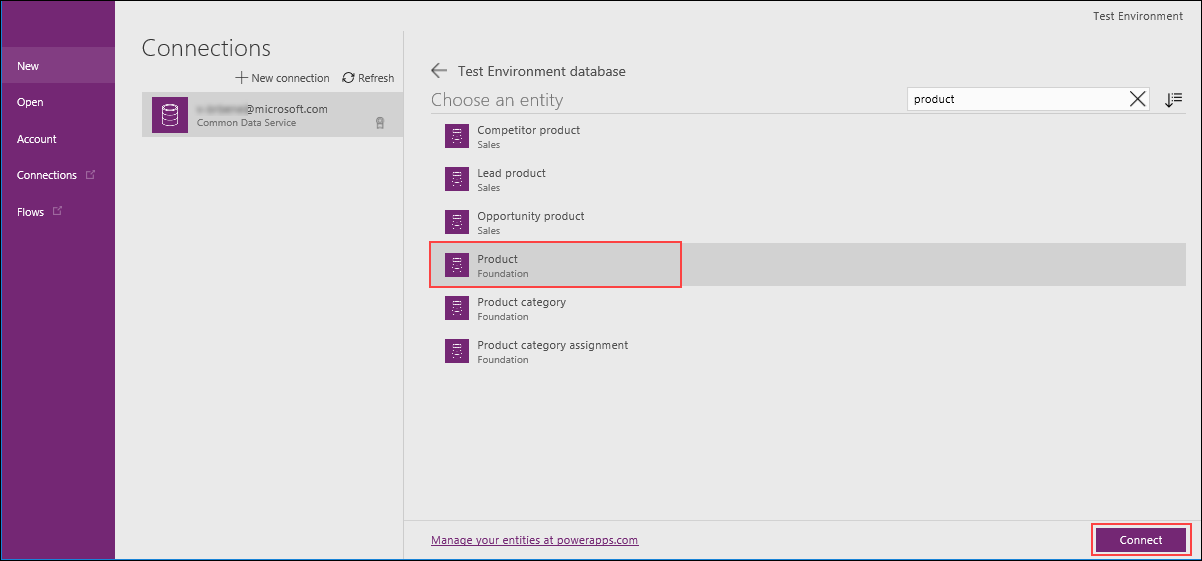 Test Environment
New
Open
Account
Connections
Flows
Connections
New connection
Refresh
@microsoft.com
Common Data Service
Test Environment database
Choose an entity
product
Competitor product
Sales
Lead product
Sales
Opportunity product
Sales
Product
Foundation
Product category
Foundation
Product category assignment
Foundation
Manage your entities at powerapps.com
Connect